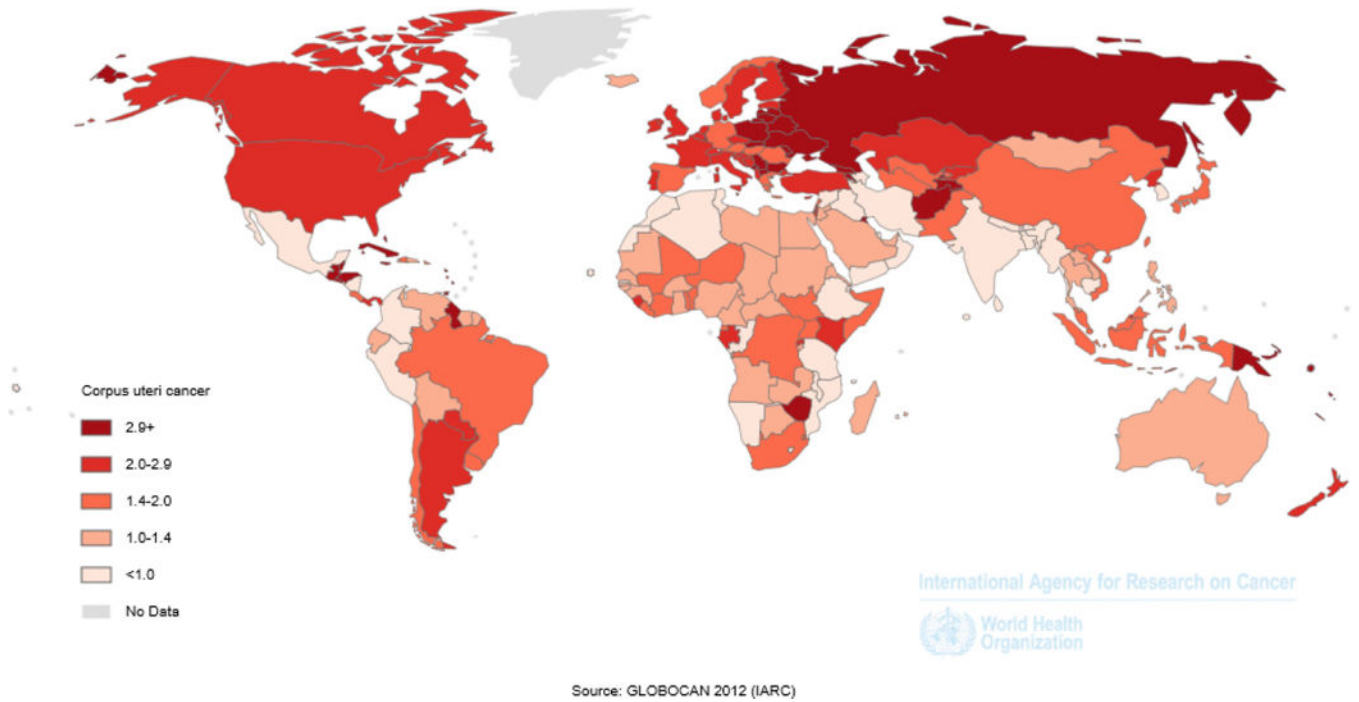 Corpus uteri cancer
2.9+
2.0-2.9
1.4-2.0
1.0-1.4
<1.0
No Data
International Agency for Research on Cancer
World Health
Organization
Source: GLOBOCAN 2012 (IARC)